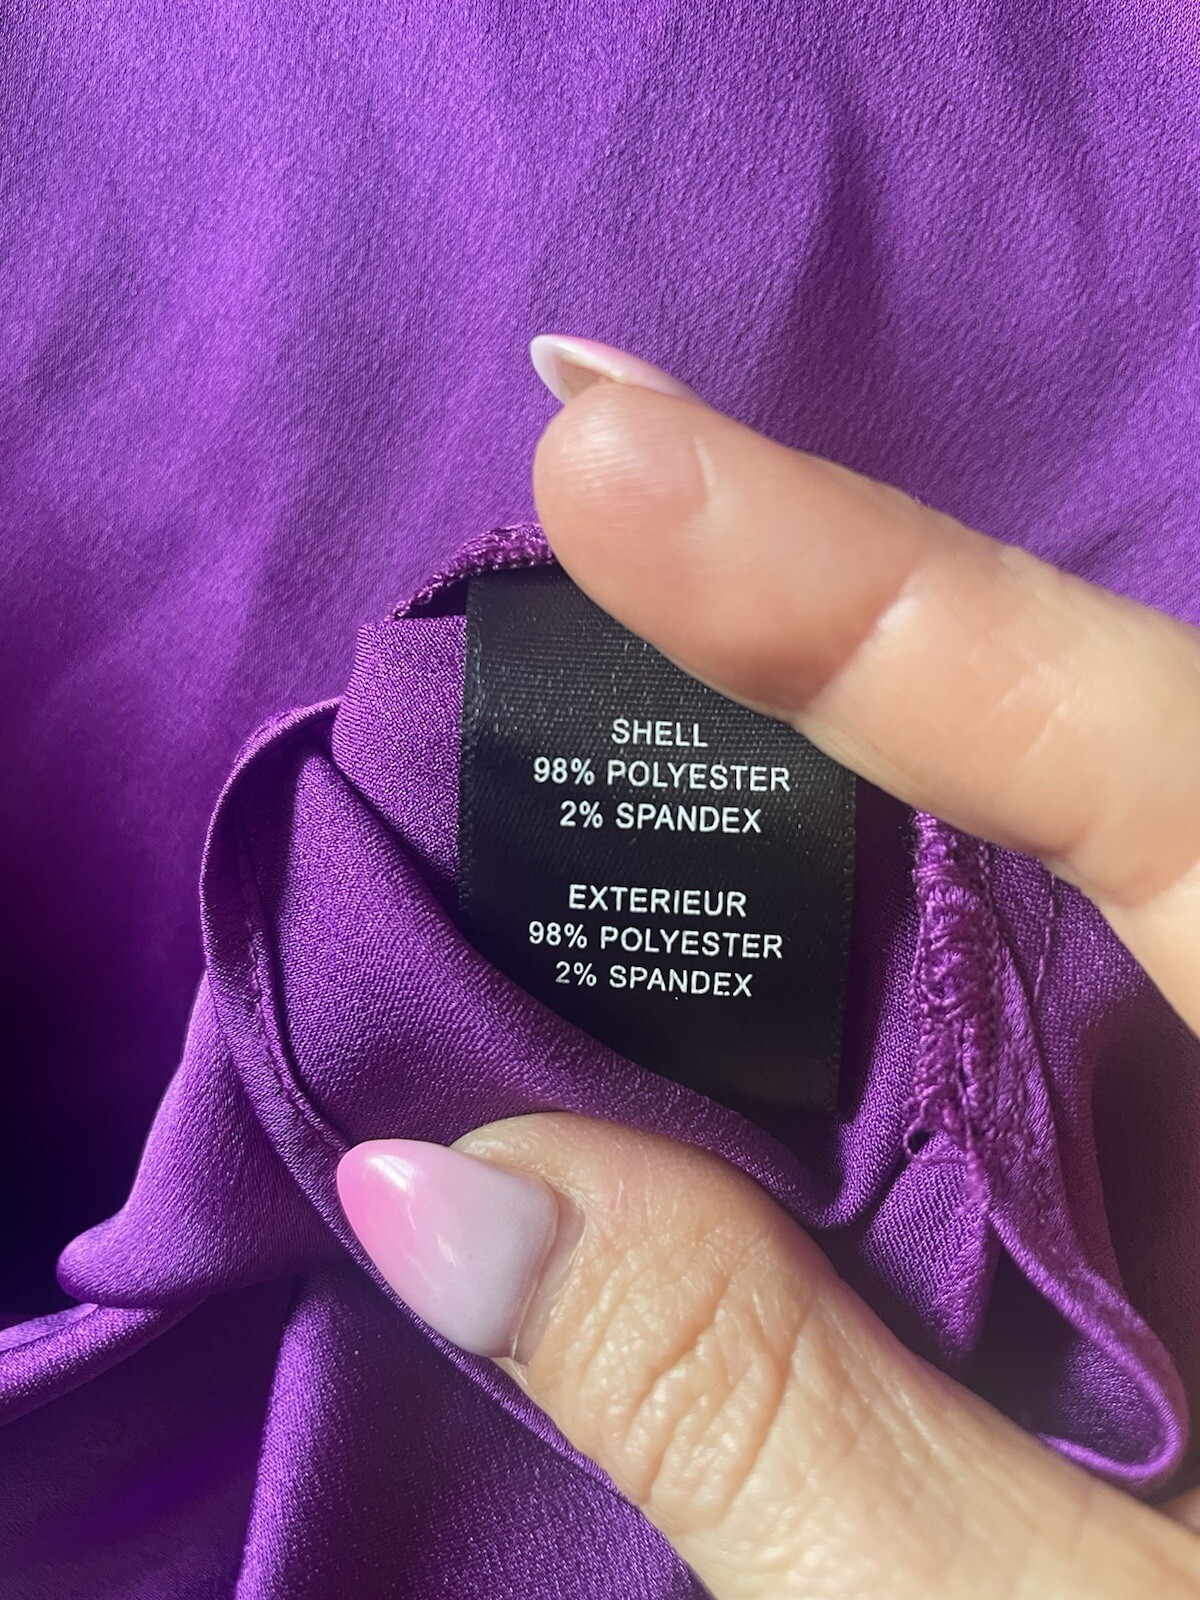 SHELL
98% POLYESTER
2% SPANDEX
EXTERIEUR
98% POLYESTER
2% SPANDEX